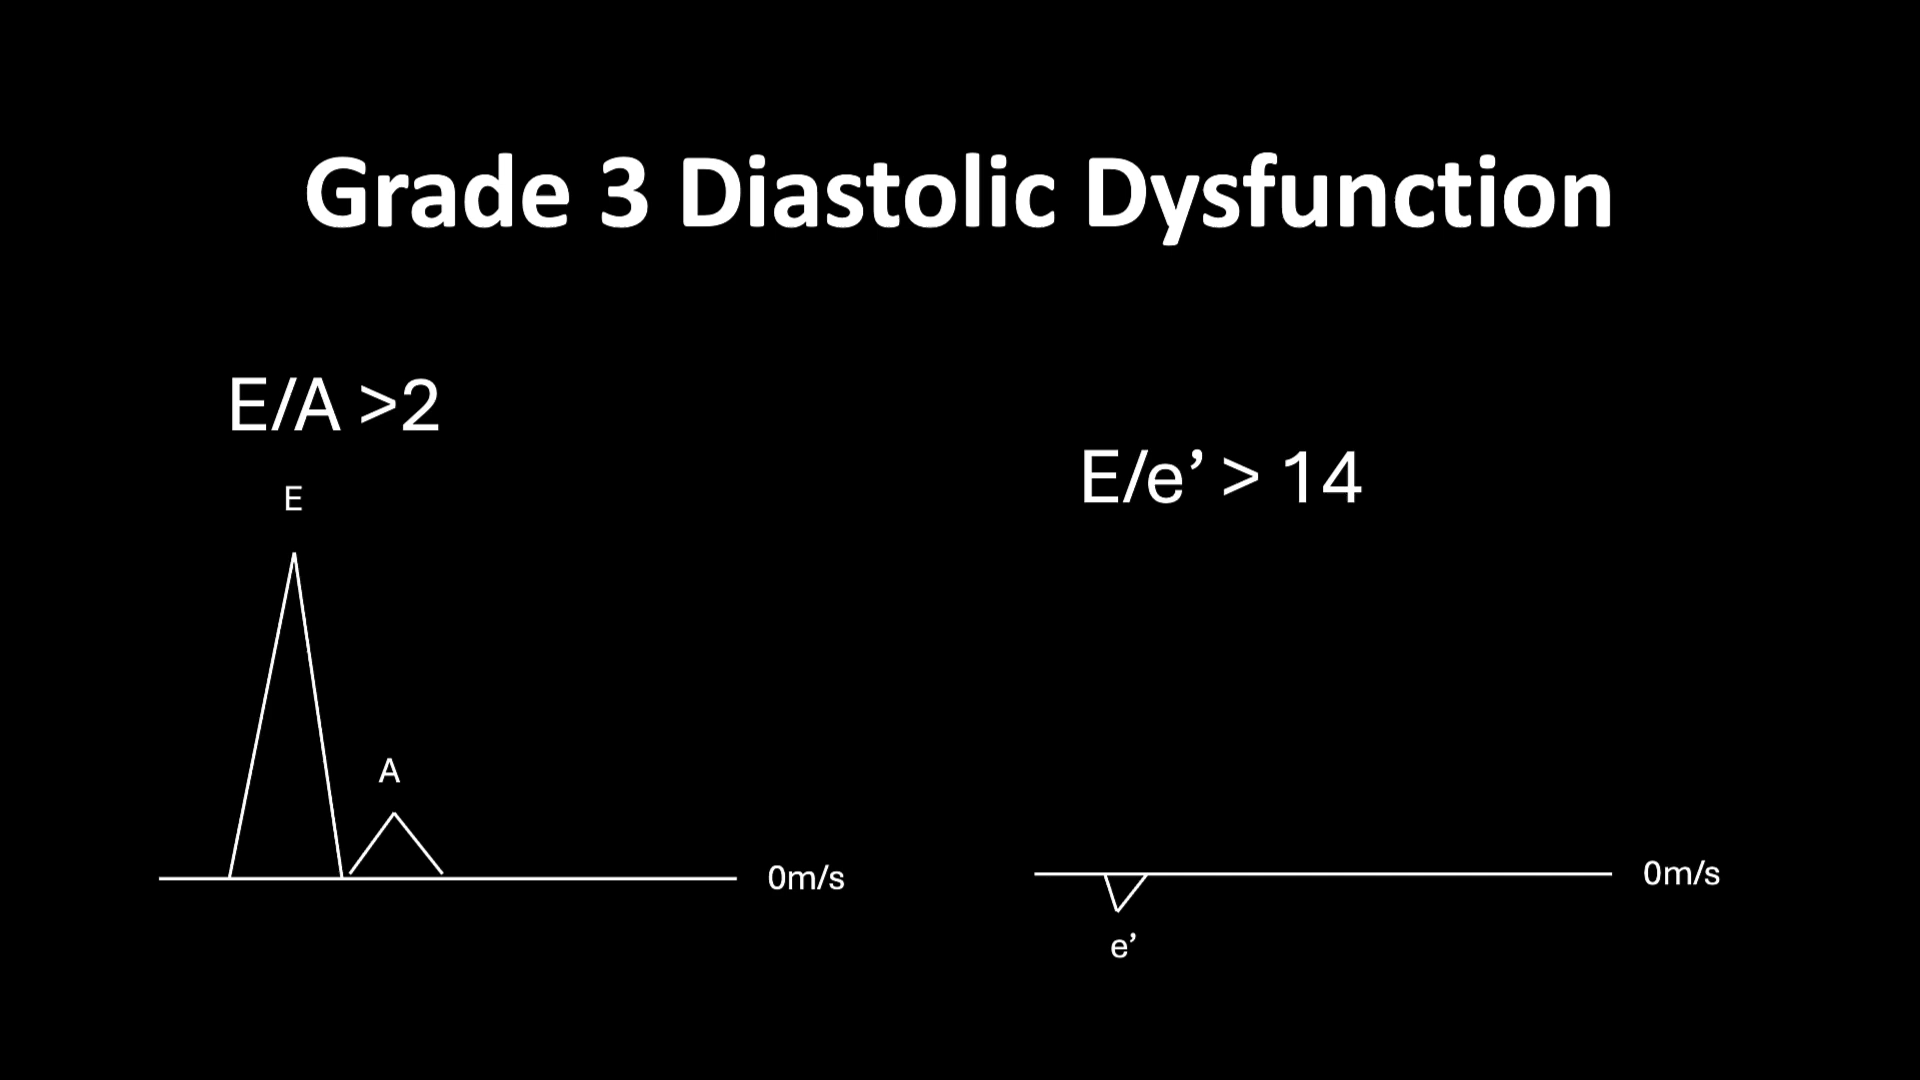 Grade 3 Diastolic Dysfunction
E/A >2
E/e’ > 14
E
A
0m/s
0m/s
e’